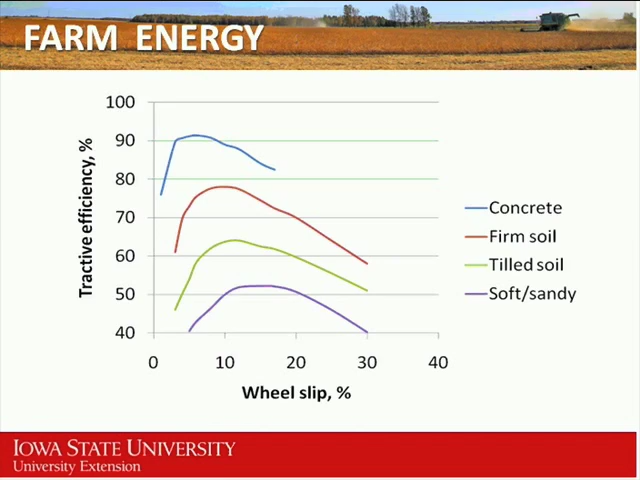 FARM ENERGY
Tractive efficiency, %
100
90
80
70
60
50
40
0 10 20 30 40
Wheel slip, %
Concrete
Firm soil
Tilled soil
Soft/sandy
IOWA STATE UNIVERSITY
University Extension